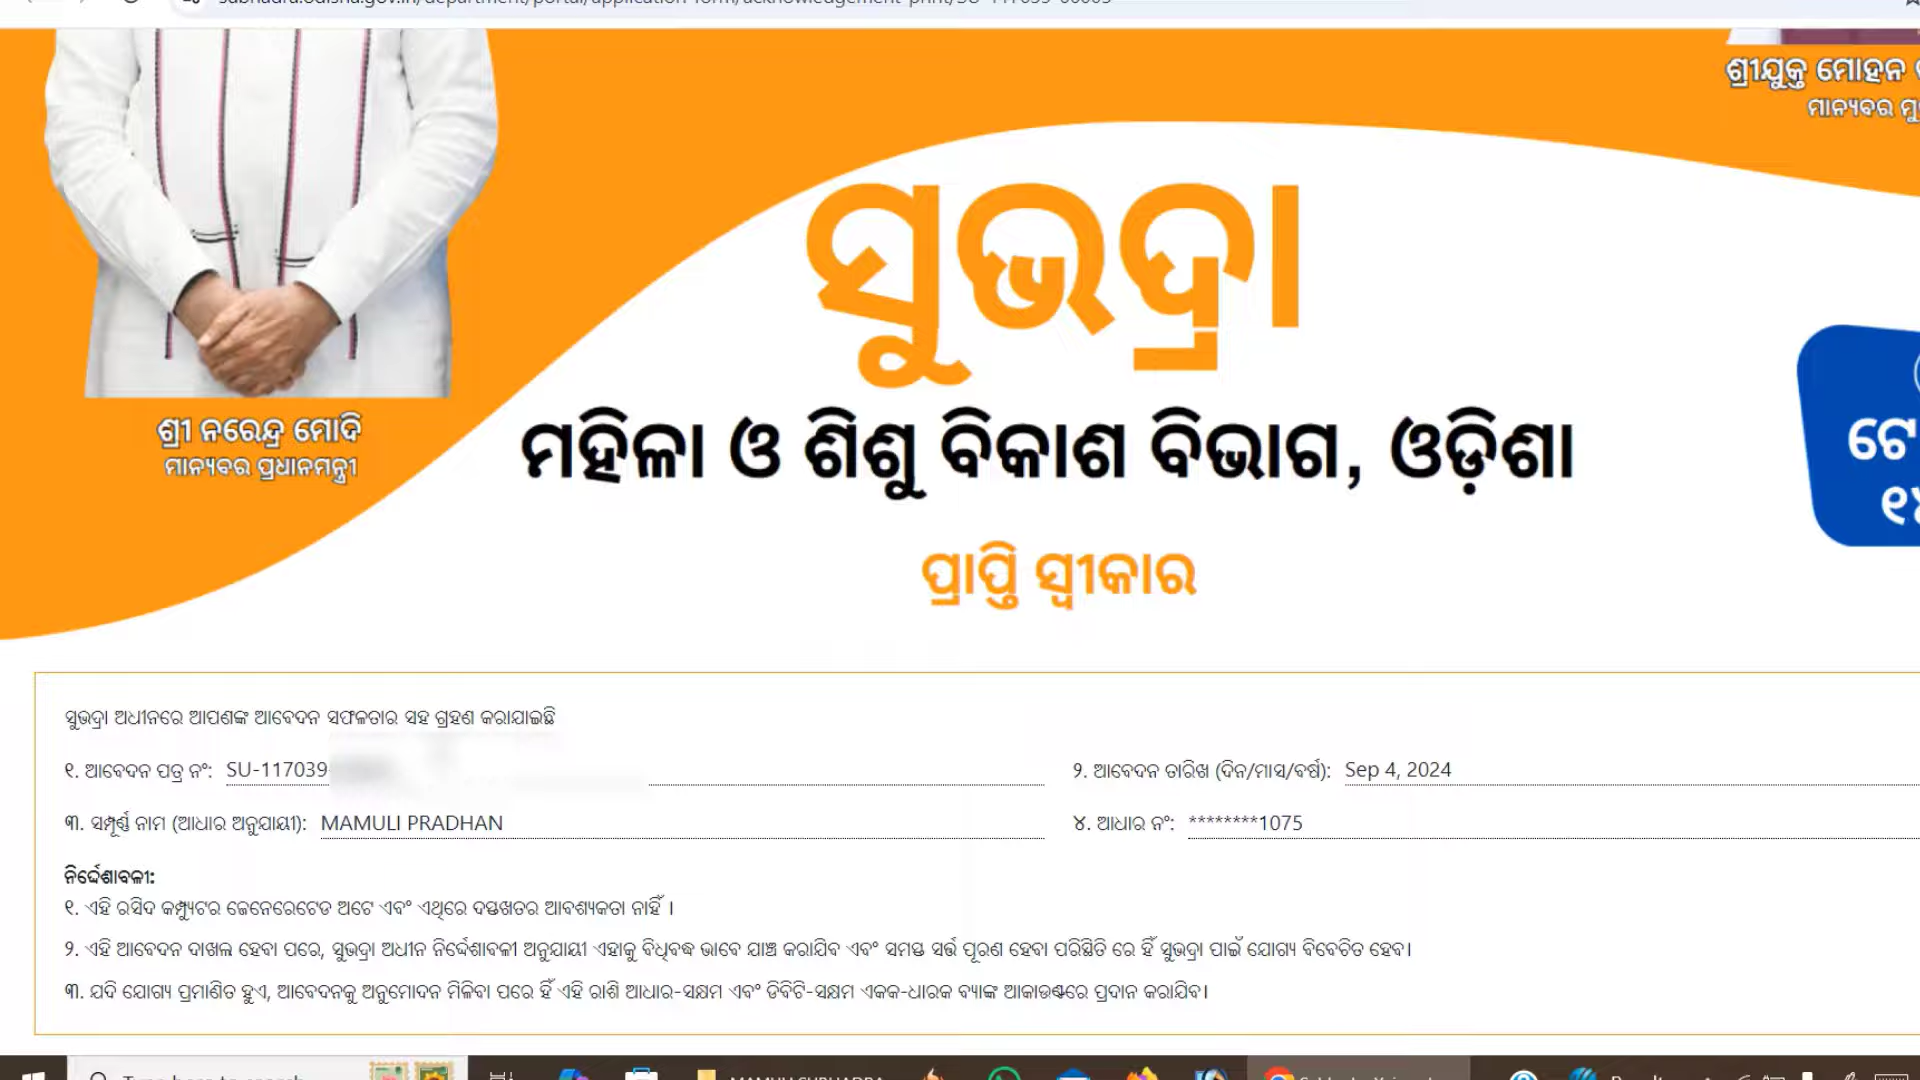 ଶ୍ରୀଯୁକ୍ତ ମୋହନ
ମାନ୍ୟବର
ସୁଭଦ୍ରା
ଶ୍ରୀ ନରେନ୍ଦ୍ର ମୋଦି
ମାନ୍ୟବର ପ୍ରଧାନମନ୍ତ୍ରୀ
ମହିଳା ଓ ଶିଶୁ ବିକାଶ ବିଭାଗ, ଓଡ଼ିଶା
ପ୍ରାପ୍ତି ସ୍ୱୀକାର
ସୁଭଦ୍ରା ଅଧୀନରେ ଆପଣଙ୍କ ଆବେଦନ ସଫଳତାର ସହ ଗ୍ରହଣ କରାଯାଇଛି
୧. ଆବେଦନ ପତ୍ର ନଂ: SU-117039-
୨. ଆବେଦନ ତାରିଖ (ଦିନ/ମାସ/ବର୍ଷ): Sep 4, 2024
୩. ସମ୍ପୂର୍ଣ୍ଣ ନାମ (ଆଧାର ଅନୁଯାୟୀ): MAMULI PRADHAN
୪. ଆଧାର ନଂ: ********1075
ନିର୍ଦ୍ଦେଶାବଳୀ:
୧. ଏହି ରସିଦ କମ୍ପ୍ୟୁଟର ଜେନେରେଟେଡ ଅଟେ ଏବଂ ଏଥିରେ ଦସ୍ତଖତର ଆବଶ୍ୟକତା ନାହିଁ ।
୨. ଏହି ଆବେଦନ ଦାଖଲ ହେବା ପରେ, ସୁଭଦ୍ରା ଅଧୀନ ନିର୍ଦ୍ଦେଶାବଳୀ ଅନୁଯାୟୀ ଏହାକୁ ବିଧିବଦ୍ଧ ଭାବେ ଯାଞ୍ଚ କରାଯିବ ଏବଂ ସମସ୍ତ ସର୍ତ୍ତ ପୂରଣ ହେବା ପରିସ୍ଥିତି ରେ ହିଁ ସୁଭଦ୍ରା ପାଇଁ ଯୋଗ୍ୟ ବିବେଚିତ ହେବ।
୩. ଯଦି ଯୋଗ୍ୟ ପ୍ରମାଣିତ ହୁଏ, ଆବେଦନକୁ ଅନୁମୋଦନ ମିଳିବା ପରେ ହିଁ ଏହି ରାଶି ଆଧାର-ସକ୍ଷମ ଏବଂ ଡିବିଟି-ସକ୍ଷମ ଏକକ-ଧାରକ ବ୍ୟାଙ୍କ ଆକାଉଣ୍ଟରେ ପ୍ରଦାନ କରାଯିବ।